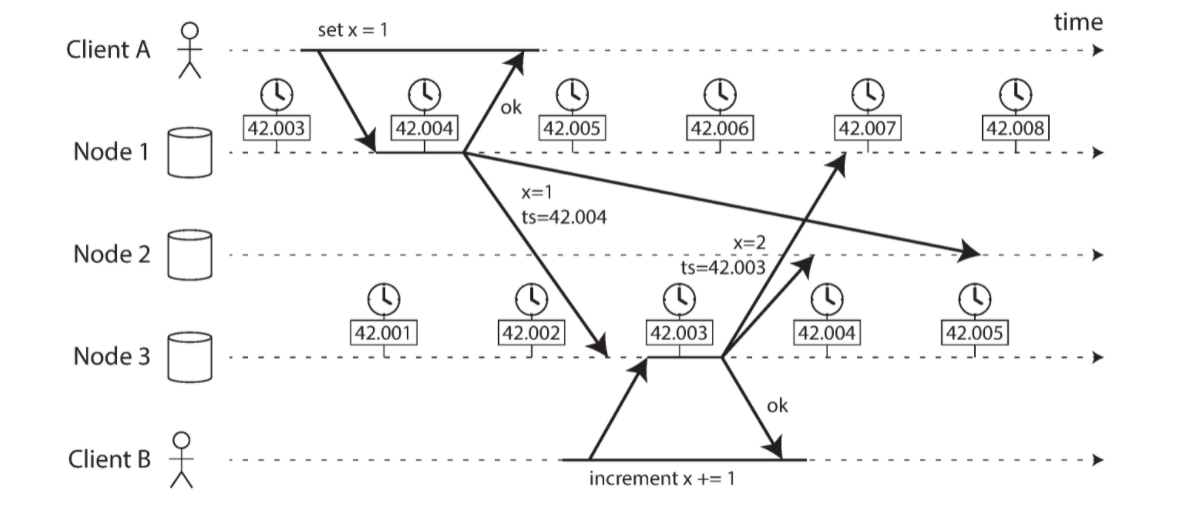 time
set x = 1
Client A
ok
42.003
42.004
42.005
42.006
42.007
42.008
Node 1
x=1
ts=42.004
x=2
ts=42.003
Node 2
42.001
42.002
42.003
42.004
42.005
Node 3
ok
Client B
increment x += 1